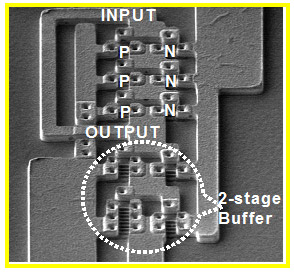 INPUT
P N
P N
P N
OUTPUT
2-stage
Buffer